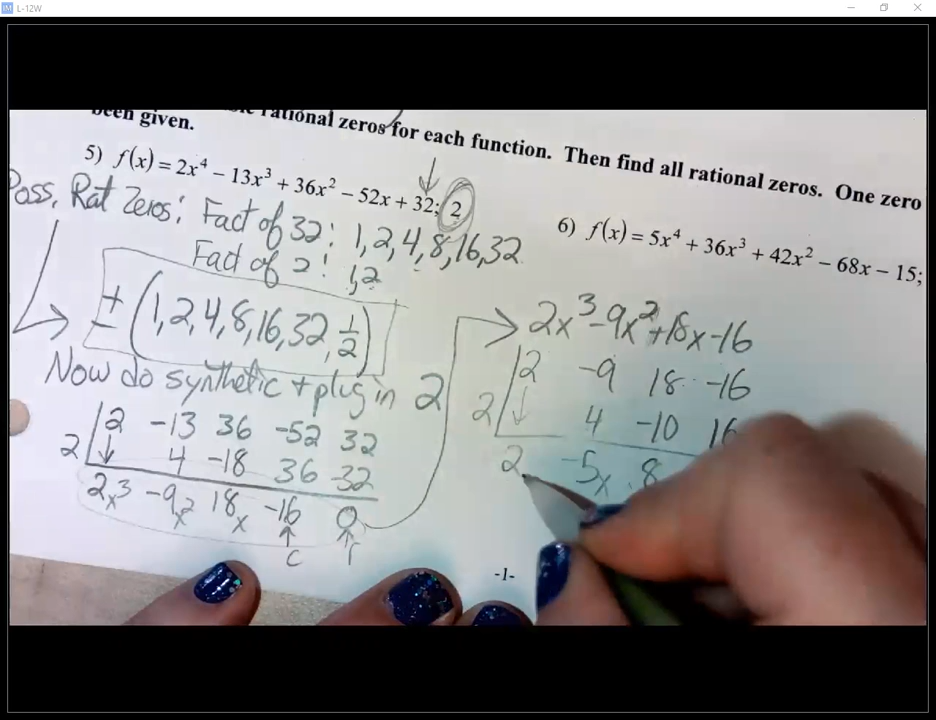 L-12W
been given.
rational zeros for each function. Then find all rational zeros. One zero
5) f(x) = 2x⁴ − 13x³ + 36x² − 52x + 32; 2
Poss. Rat Zeros: Fact of 32: 1,2,4,8,16,32
Fact of 2: 1,2
± (1,2,4,8,16,32, 1/2)
Now do synthetic + plug in 2
2 | 2 -13 36 -52 32
↓ 4 -18 36 -32
2x³ -9x² 18x -16 0
↑ ↑
C r
6) f(x) = 5x⁴ + 36x³ + 42x² − 68x − 15;
2x³-9x²+18x-16
2 | 2 -9 18 -16
↓ 4 -10 16
2 -5x 8
-1-